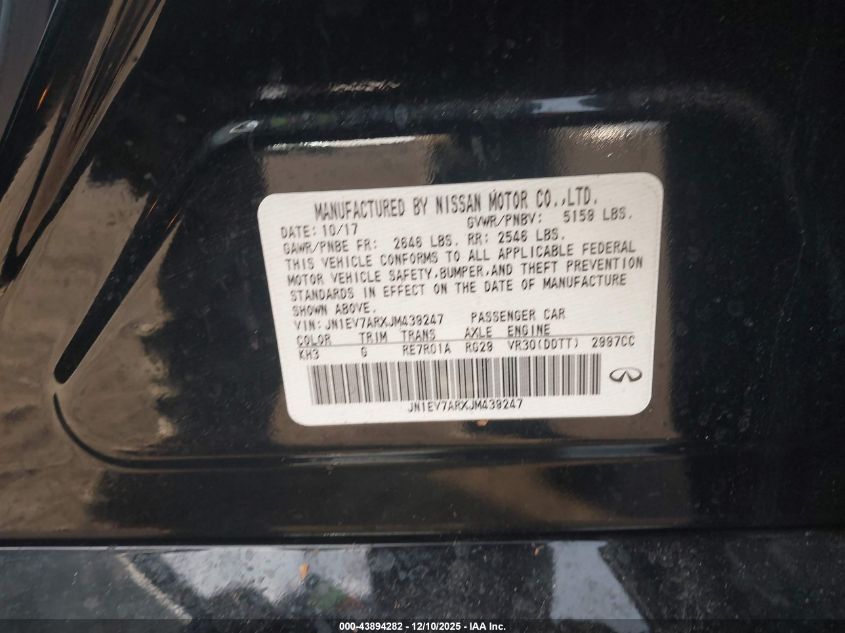 MANUFACTURED BY NISSAN MOTOR CO.,LTD.
DATE: 10/17 GVWR/PNBV: 5159 LBS.
GAWR/PNBE FR: 2646 LBS. RR: 2546 LBS.
THIS VEHICLE CONFORMS TO ALL APPLICABLE FEDERAL
MOTOR VEHICLE SAFETY,BUMPER,AND THEFT PREVENTION
STANDARDS IN EFFECT ON THE DATE OF MANUFACTURE
SHOWN ABOVE.
VIN: JN1EV7ARXJM439247 PASSENGER CAR
COLOR TRIM TRANS AXLE ENGINE
KH3 G RE7R01A RG29 VR30(DDTT) 2997CC
JN1EV7ARXJM439247
000-43894282 - 12/10/2025 - IAA Inc.